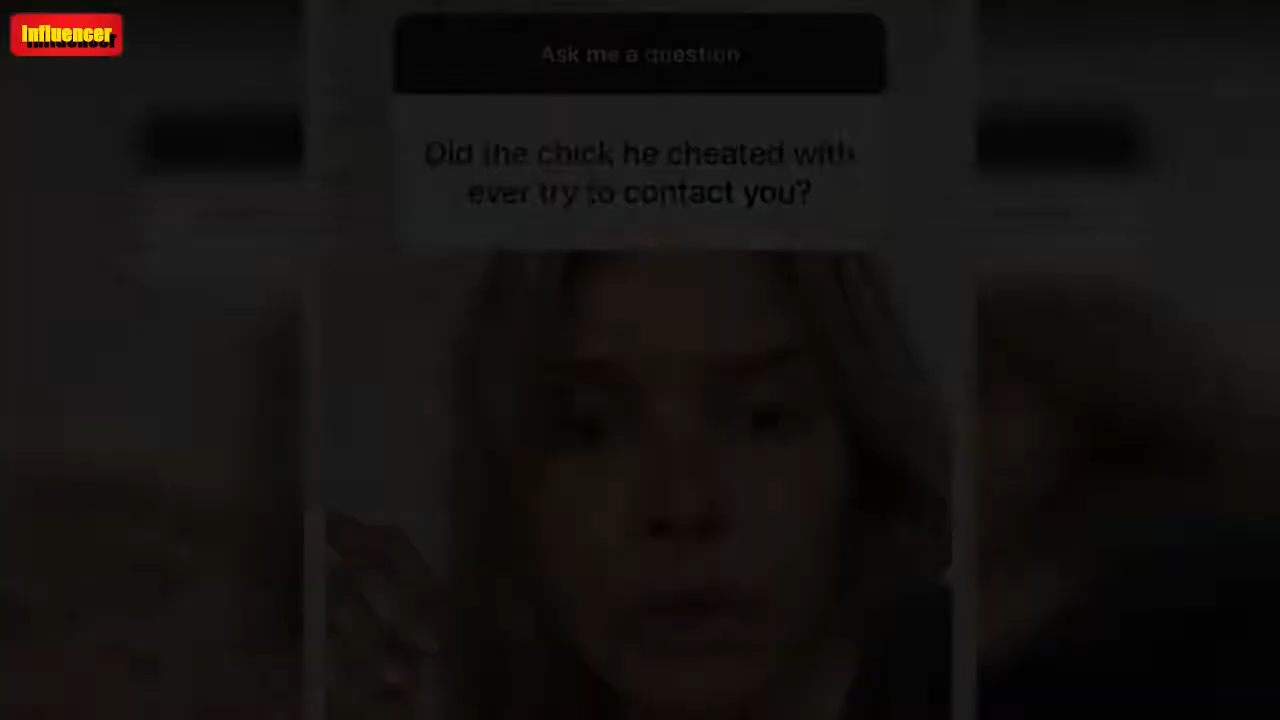 Influencer
Ask me a question
Did the chick he cheated with
ever try to contact you?